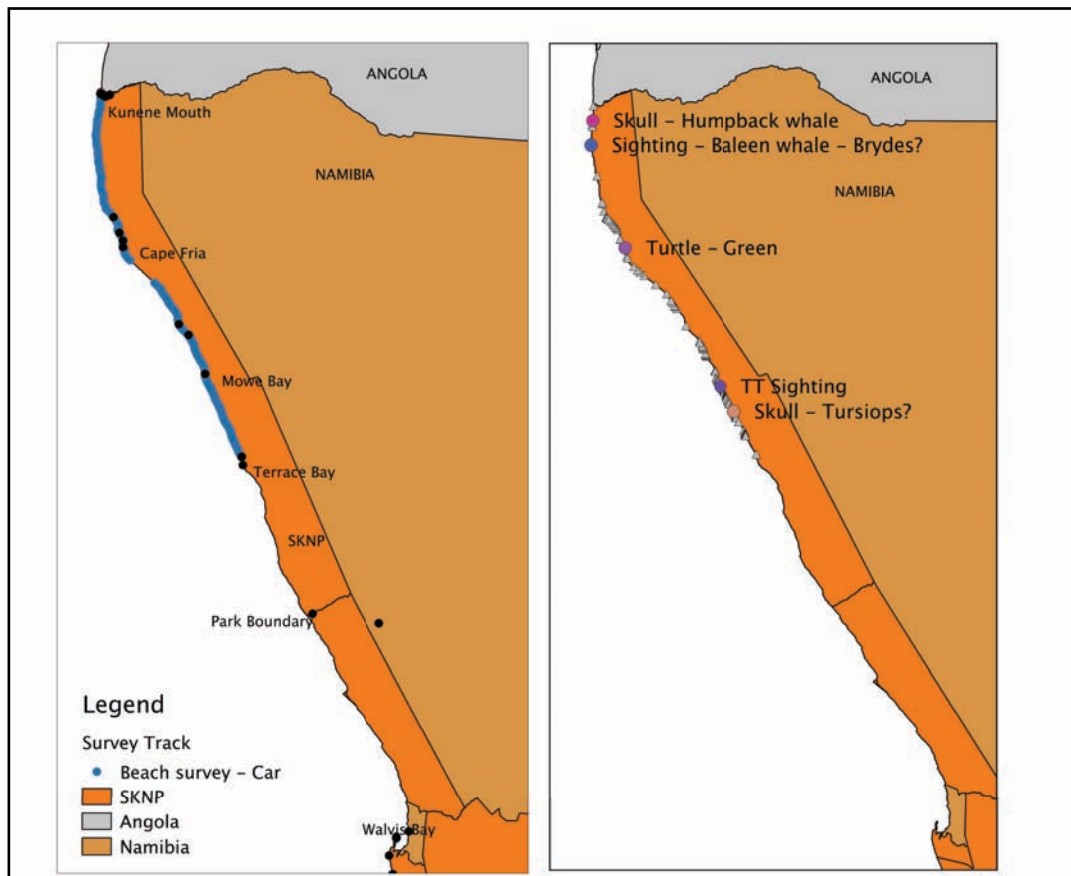 ANGOLA
Kunene Mouth
NAMIBIA
Cape Fria
Mowe Bay
Terrace Bay
SKNP
Park Boundary
Legend
Survey Track
Beach survey – Car
SKNP
Angola
Namibia
Walvis Bay
ANGOLA
Skull – Humpback whale
Sighting – Baleen whale – Brydes?
NAMIBIA
Turtle – Green
TT Sighting
Skull – Tursiops?